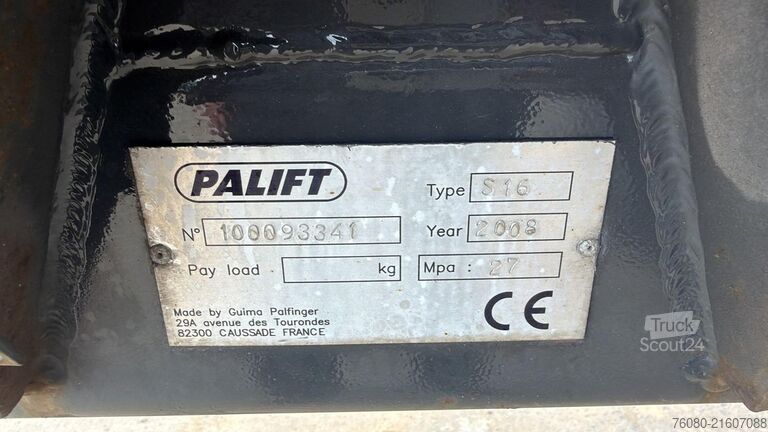 PALIFT
Type S16
N° 100093341
Year 2008
Pay load kg
Mpa : 27
Made by Guima Palfinger
29A avenue des Tourondes
82300 CAUSSADE FRANCE
CE
Truck
Scout24
76080-21607088